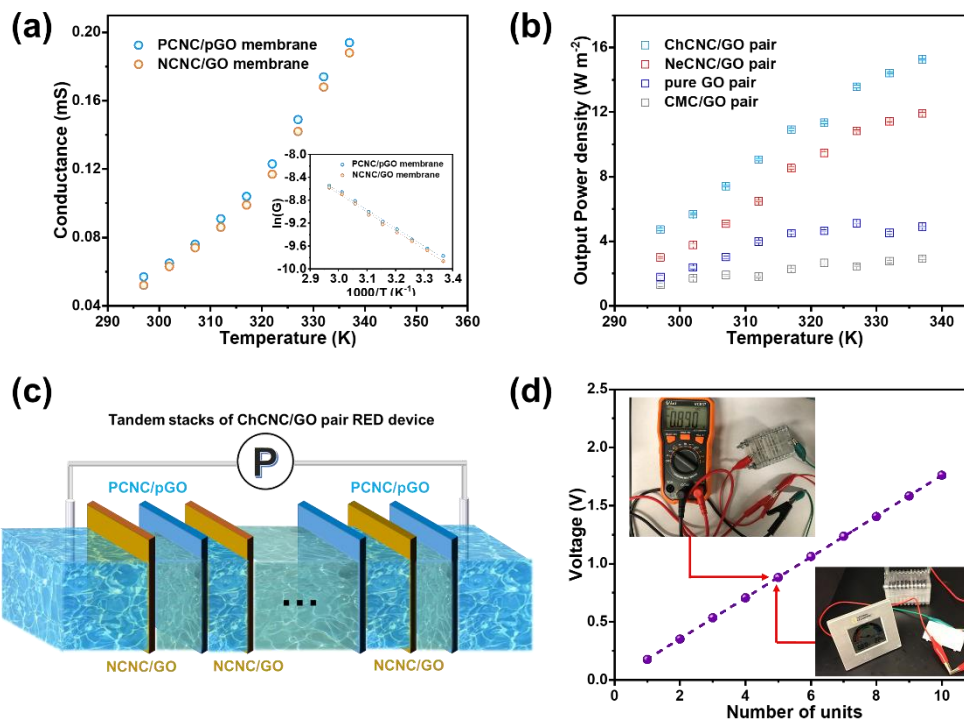 (a)
PCNC/pGO membrane
NCNC/GO membrane
Conductance (mS)
0.20
0.16
0.12
0.08
0.04
290 300 310 320 330 340 350 360
Temperature (K)
PCNC/pGO membrane
NCNC/GO membrane
ln(G)
-8.0
-8.4
-8.8
-9.2
-9.6
-10.0
2.9 3.0 3.1 3.2 3.3 3.4
1000/T (K⁻¹)
(b)
ChCNC/GO pair
NeCNC/GO pair
pure GO pair
CMC/GO pair
Output Power density (W m⁻²)
16
12
8
4
0
290 300 310 320 330 340
Temperature (K)
(c)
Tandem stacks of ChCNC/GO pair RED device
P
PCNC/pGO PCNC/pGO
...
NCNC/GO NCNC/GO NCNC/GO
(d)
Voltage (V)
2.5
2.0
1.5
1.0
0.5
0.0
0 2 4 6 8 10
Number of units
0.890